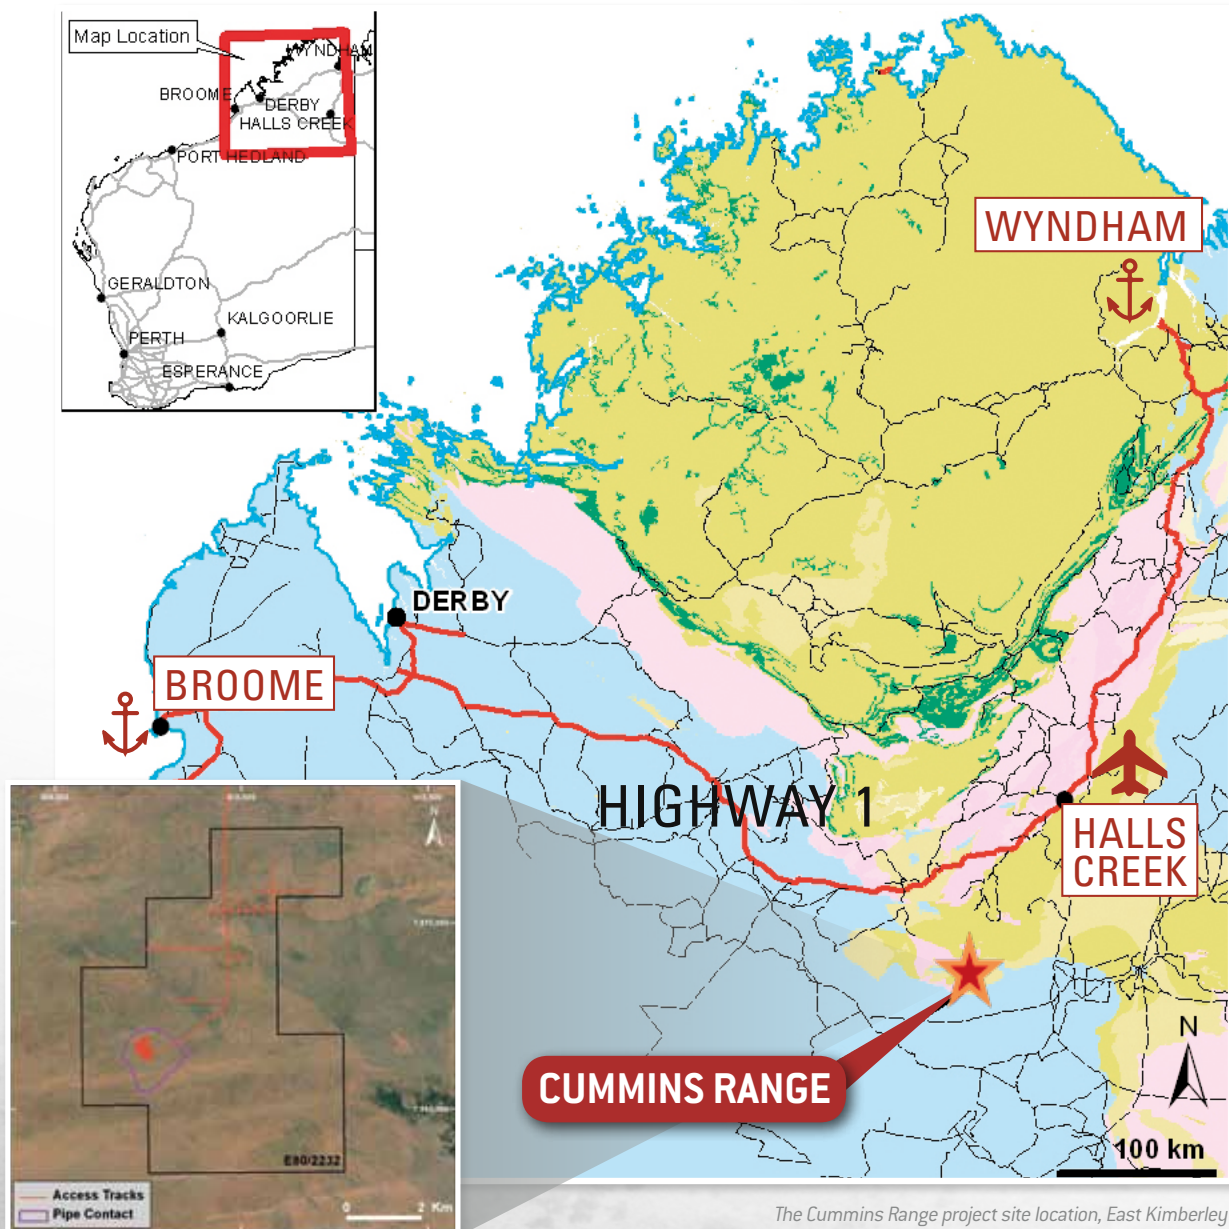 Map Location
WYNDHAM
BROOME
DERBY
HALLS CREEK
PORT HEDLAND
GERALDTON
KALGOORLIE
PERTH
ESPERANCE
WYNDHAM
DERBY
BROOME
HIGHWAY 1
HALLS
CREEK
CUMMINS RANGE
N
100 km
E80/2232
Access Tracks
Pipe Contact
0 2 Km
The Cummins Range project site location, East Kimberley